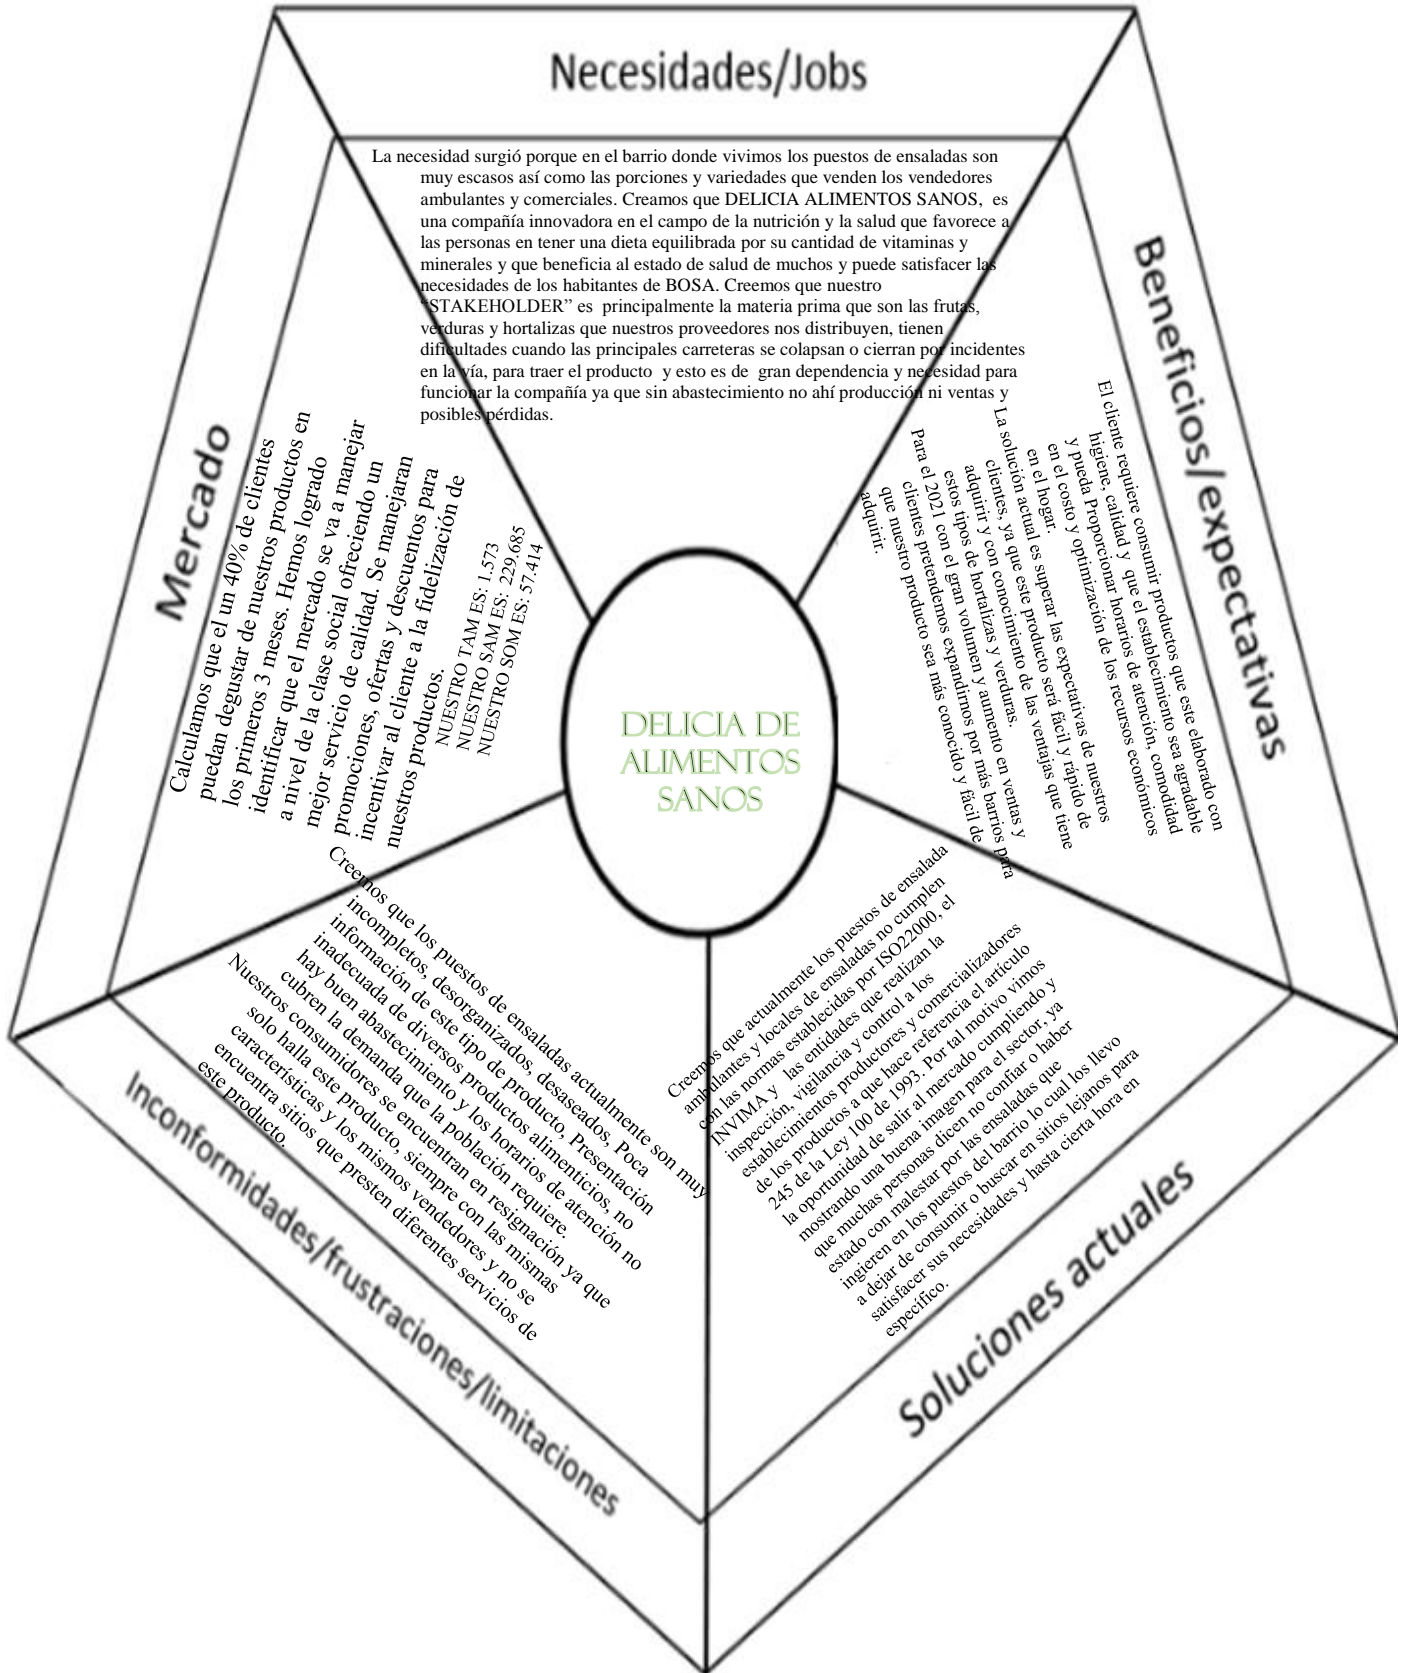 Necesidades/Jobs
La necesidad surgió porque en el barrio donde vivimos los puestos de ensaladas son
muy escasos así como las porciones y variedades que venden los vendedores
ambulantes y comerciales. Creamos que DELICIA ALIMENTOS SANOS, es
una compañía innovadora en el campo de la nutrición y la salud que favorece a
las personas en tener una dieta equilibrada por su cantidad de vitaminas y
minerales y que beneficia al estado de salud de muchos y puede satisfacer las
necesidades de los habitantes de BOSA. Creemos que nuestro
“STAKEHOLDER” es principalmente la materia prima que son las frutas,
verduras y hortalizas que nuestros proveedores nos distribuyen, tienen
dificultades cuando las principales carreteras se colapsan o cierran por incidentes
en la vía, para traer el producto y esto es de gran dependencia y necesidad para
funcionar la compañía ya que sin abastecimiento no ahí producción ni ventas y
posibles pérdidas.
Beneficios/expectativas
El cliente requiere consumir productos que este elaborado con
higiene, calidad y que el establecimiento sea agradable
y pueda Proporcionar horarios de atención, comodidad
en el costo y optimización de los recursos económicos
en el hogar.
La solución actual es superar las expectativas de nuestros
clientes, ya que este producto será fácil y rápido de
adquirir y con conocimiento de las ventajas que tiene
estos tipos de hortalizas y verduras.
Para el 2021 con el gran volumen y aumento en ventas y
clientes pretendemos expandirnos por más barrios para
que nuestro producto sea más conocido y fácil de
adquirir.
Mercado
Calculamos que el un 40% de clientes
puedan degustar de nuestros productos en
los primeros 3 meses. Hemos logrado
identificar que el mercado se va a manejar
a nivel de la clase social ofreciendo un
mejor servicio de calidad. Se manejaran
promociones, ofertas y descuentos para
incentivar al cliente a la fidelización de
nuestros productos.
NUESTRO TAM ES: 1.573
NUESTRO SAM ES: 229.685
NUESTRO SOM ES: 57.414
DELICIA DE
ALIMENTOS
SANOS
Creemos que los puestos de ensaladas actualmente son muy
incompletos, desorganizados, desaseados, Poca
información de este tipo de producto, Presentación
inadecuada de diversos productos alimenticios, no
hay buen abastecimiento y los horarios de atención no
cubren la demanda que la población requiere.
Nuestros consumidores se encuentran en resignación ya que
solo halla este producto, siempre con las mismas
características y los mismos vendedores y no se
encuentra sitios que presten diferentes servicios de
este producto.
Inconformidades/frustraciones/limitaciones
Creemos que actualmente los puestos de ensalada
ambulantes y locales de ensaladas no cumplen
con las normas establecidas por ISO22000, el
INVIMA y las entidades que realizan la
inspección, vigilancia y control a los
establecimientos productores y comercializadores
de los productos a que hace referencia el artículo
245 de la Ley 100 de 1993. Por tal motivo vimos
la oportunidad de salir al mercado cumpliendo y
mostrando una buena imagen para el sector, ya
que muchas personas dicen no confiar o haber
estado con malestar por las ensaladas que
ingieren en los puestos del barrio lo cual los llevo
a dejar de consumir o buscar en sitios lejanos para
satisfacer sus necesidades y hasta cierta hora en
específico.
Soluciones actuales